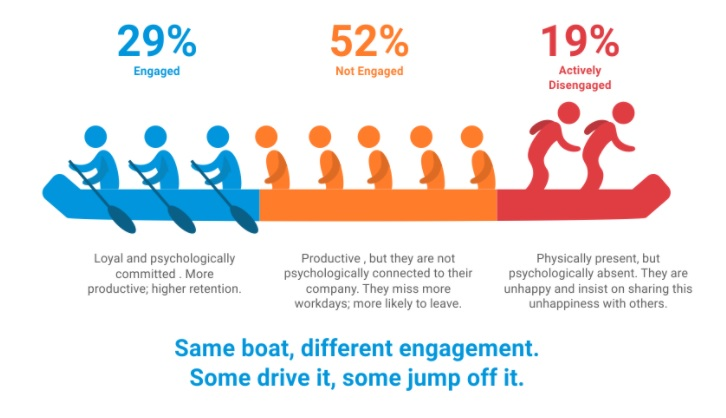 29%
Engaged
52%
Not Engaged
19%
Actively
Disengaged
Loyal and psychologically
committed . More
productive; higher retention.
Productive , but they are not
psychologically connected to their
company. They miss more
workdays; more likely to leave.
Physically present, but
psychologically absent. They are
unhappy and insist on sharing this
unhappiness with others.
Same boat, different engagement.
Some drive it, some jump off it.